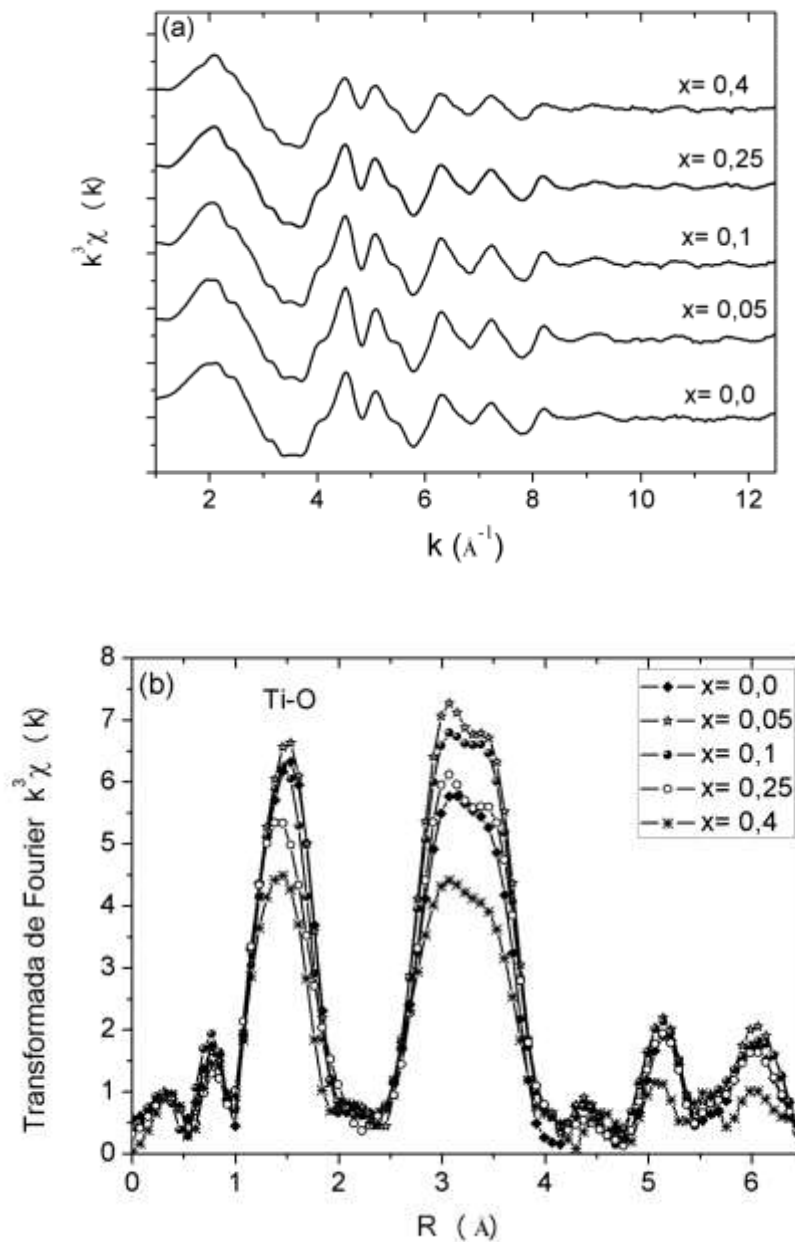 (a)
k³χ (k)
x= 0,4
x= 0,25
x= 0,1
x= 0,05
x= 0,0
2 4 6 8 10 12
k (Å⁻¹)
(b)
Ti-O
Transformada de Fourier k³χ (k)
8
7
6
5
4
3
2
1
0
x= 0,0
x= 0,05
x= 0,1
x= 0,25
x= 0,4
0 1 2 3 4 5 6
R (Å)